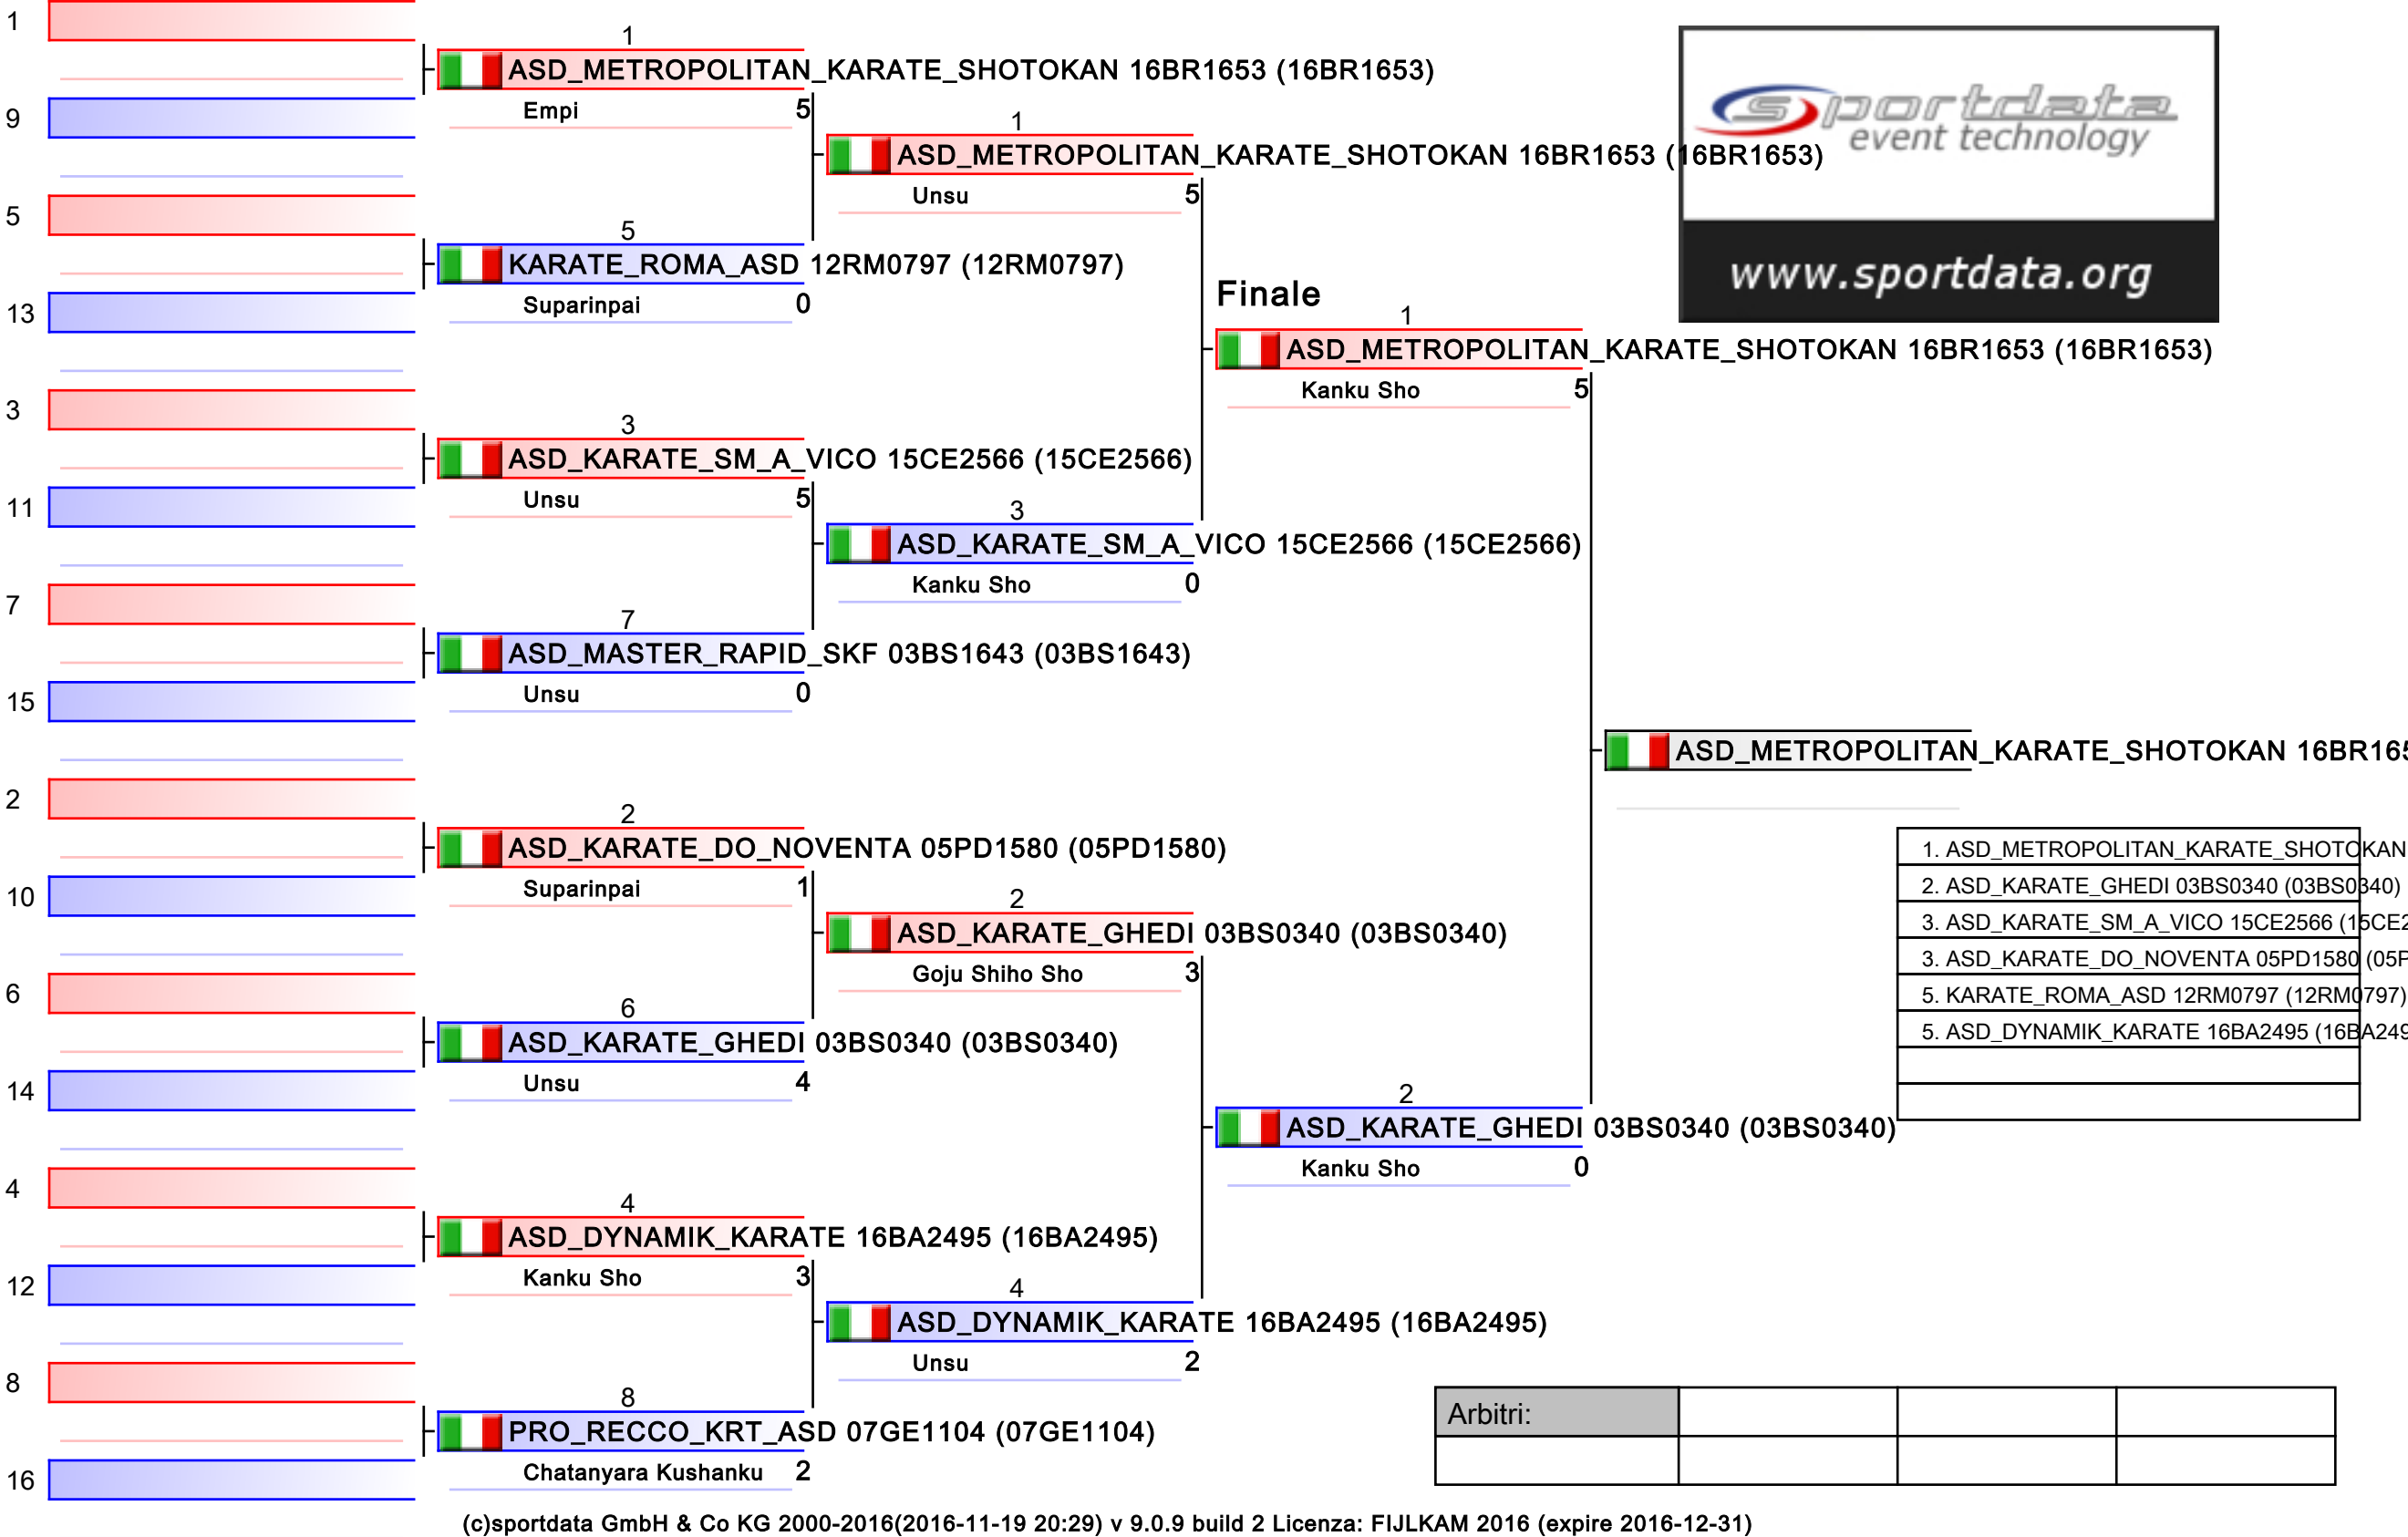 1
9
5
13
3
11
7
15
2
10
6
14
4
12
8
16
1
ASD_METROPOLITAN_KARATE_SHOTOKAN 16BR1653 (16BR1653)
Empi 5
5
KARATE_ROMA_ASD 12RM0797 (12RM0797)
Suparinpai 0
3
ASD_KARATE_SM_A_VICO 15CE2566 (15CE2566)
Unsu 5
7
ASD_MASTER_RAPID_SKF 03BS1643 (03BS1643)
Unsu 0
2
ASD_KARATE_DO_NOVENTA 05PD1580 (05PD1580)
Suparinpai 1
6
ASD_KARATE_GHEDI 03BS0340 (03BS0340)
Unsu 4
4
ASD_DYNAMIK_KARATE 16BA2495 (16BA2495)
Kanku Sho 3
8
PRO_RECCO_KRT_ASD 07GE1104 (07GE1104)
Chatanyara Kushanku 2
1
ASD_METROPOLITAN_KARATE_SHOTOKAN 16BR1653 (16BR1653)
Unsu 5
3
ASD_KARATE_SM_A_VICO 15CE2566 (15CE2566)
Kanku Sho 0
2
ASD_KARATE_GHEDI 03BS0340 (03BS0340)
Goju Shiho Sho 3
4
ASD_DYNAMIK_KARATE 16BA2495 (16BA2495)
Unsu 2
Finale
1
ASD_METROPOLITAN_KARATE_SHOTOKAN 16BR1653 (16BR1653)
Kanku Sho 5
2
ASD_KARATE_GHEDI 03BS0340 (03BS0340)
Kanku Sho 0
sportdata
event technology
www.sportdata.org
ASD_METROPOLITAN_KARATE_SHOTOKAN 16BR165
1. ASD_METROPOLITAN_KARATE_SHOTOKAN
2. ASD_KARATE_GHEDI 03BS0340 (03BS0340)
3. ASD_KARATE_SM_A_VICO 15CE2566 (15CE2
3. ASD_KARATE_DO_NOVENTA 05PD1580 (05P
5. KARATE_ROMA_ASD 12RM0797 (12RM0797)
5. ASD_DYNAMIK_KARATE 16BA2495 (16BA249
Arbitri:
(c)sportdata GmbH & Co KG 2000-2016(2016-11-19 20:29) v 9.0.9 build 2 Licenza: FIJLKAM 2016 (expire 2016-12-31)